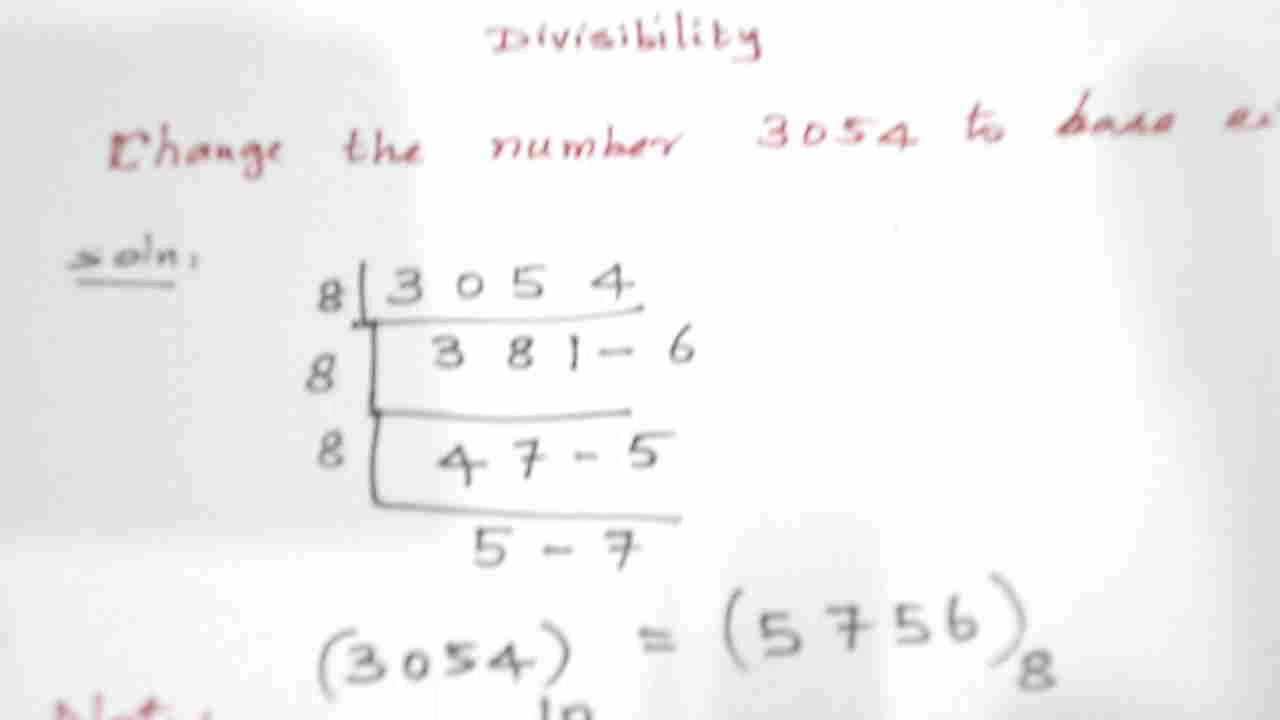 Divisibility
Change the number 3054 to base
soln:
8 | 3 0 5 4
8 | 3 8 1 - 6
8 | 4 7 - 5
5 - 7
(3054) = (5756)8